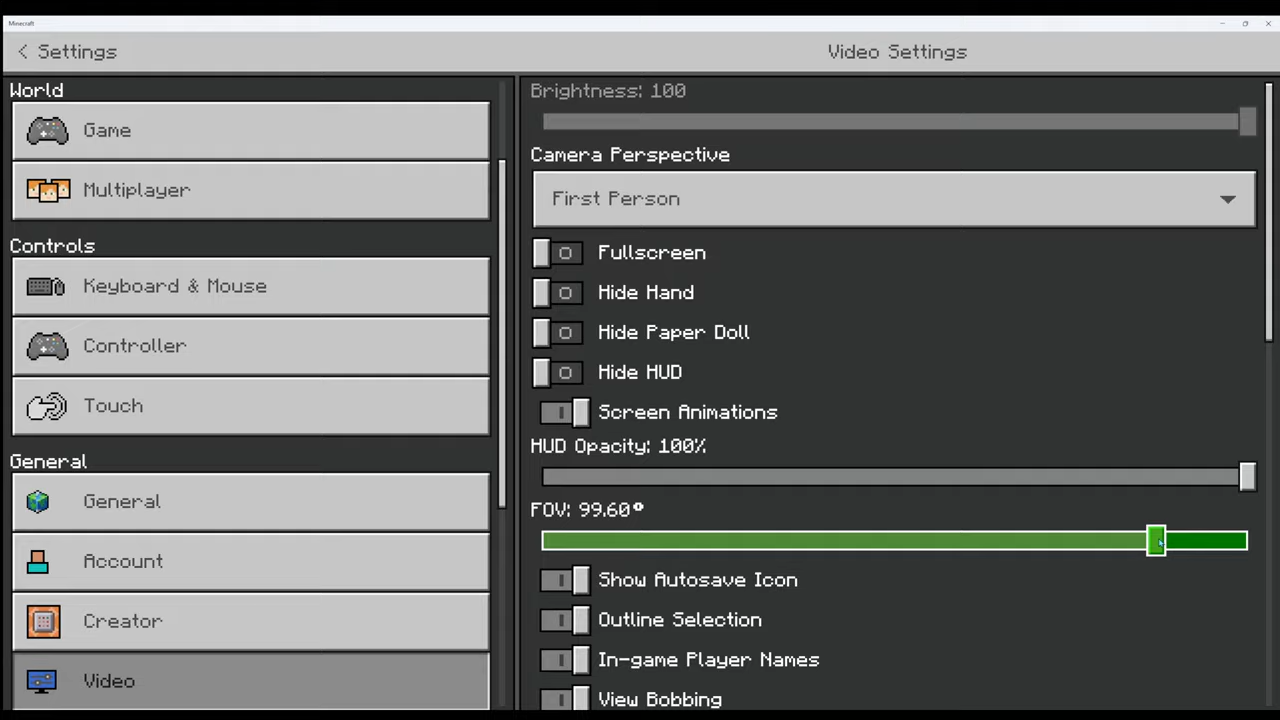 Minecraft
Settings
Video Settings
World
Game
Multiplayer
Controls
Keyboard & Mouse
Controller
Touch
General
General
Account
Creator
Video
Brightness: 100
Camera Perspective
First Person
Fullscreen
Hide Hand
Hide Paper Doll
Hide HUD
Screen Animations
HUD Opacity: 100%
FOV: 99.60°
Show Autosave Icon
Outline Selection
In-game Player Names
View Bobbing